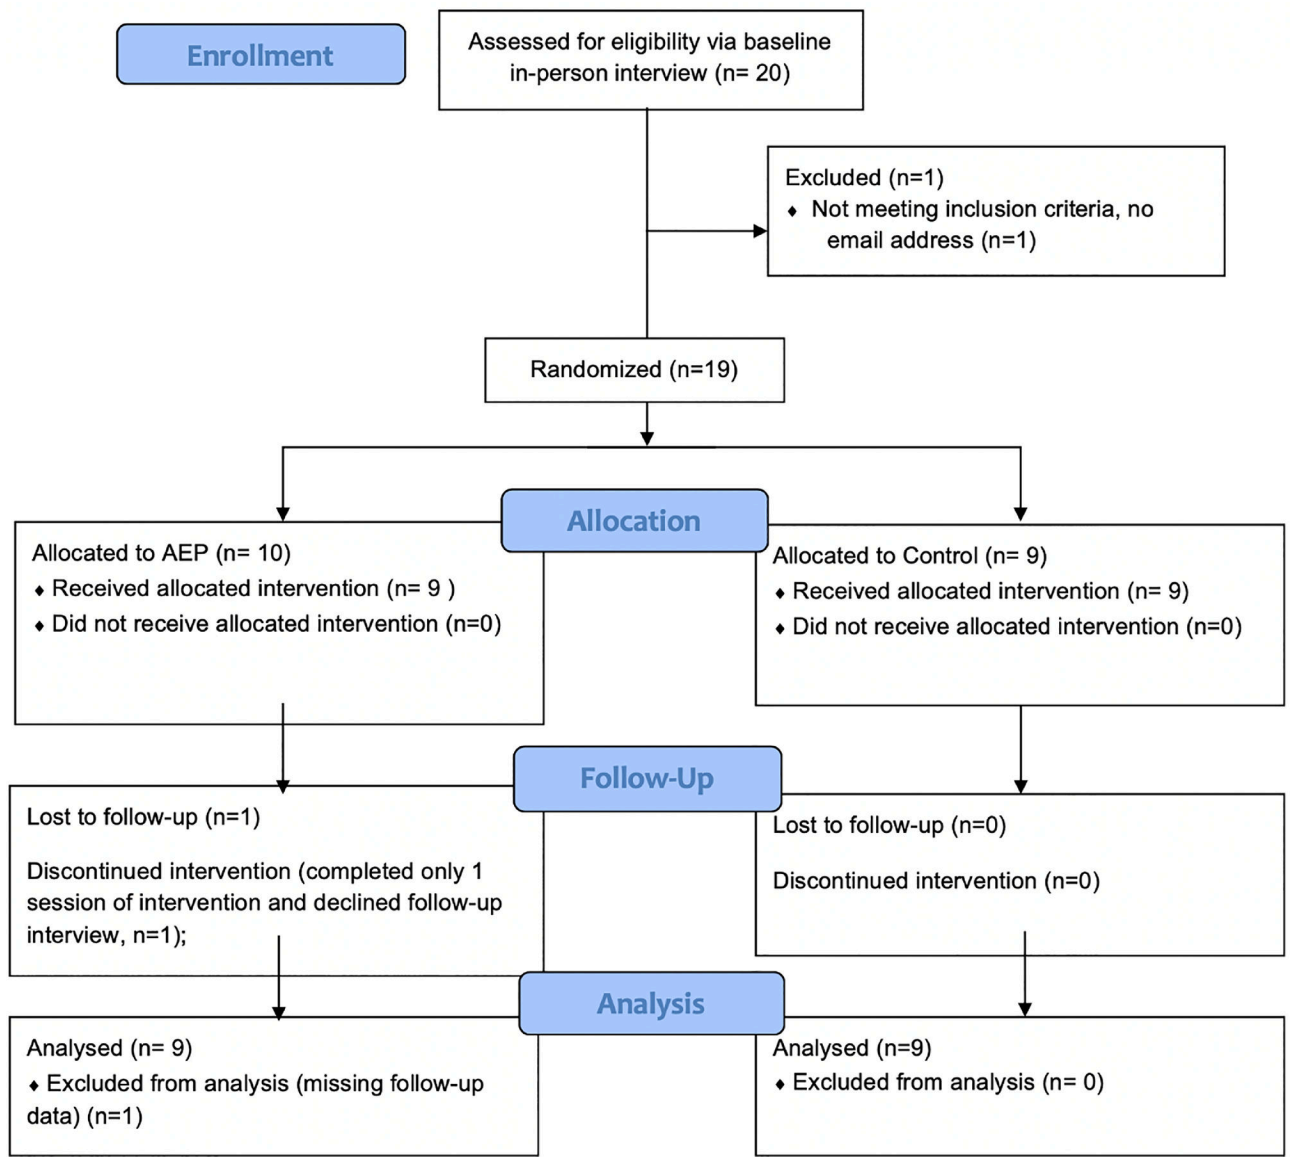 Enrollment
Assessed for eligibility via baseline
in-person interview (n= 20)
Excluded (n=1)
♦ Not meeting inclusion criteria, no
email address (n=1)
Randomized (n=19)
Allocation
Allocated to AEP (n= 10)
♦ Received allocated intervention (n= 9 )
♦ Did not receive allocated intervention (n=0)
Allocated to Control (n= 9)
♦ Received allocated intervention (n= 9)
♦ Did not receive allocated intervention (n=0)
Follow-Up
Lost to follow-up (n=1)
Discontinued intervention (completed only 1
session of intervention and declined follow-up
interview, n=1);
Lost to follow-up (n=0)
Discontinued intervention (n=0)
Analysis
Analysed (n= 9)
♦ Excluded from analysis (missing follow-up
data) (n=1)
Analysed (n=9)
♦ Excluded from analysis (n= 0)